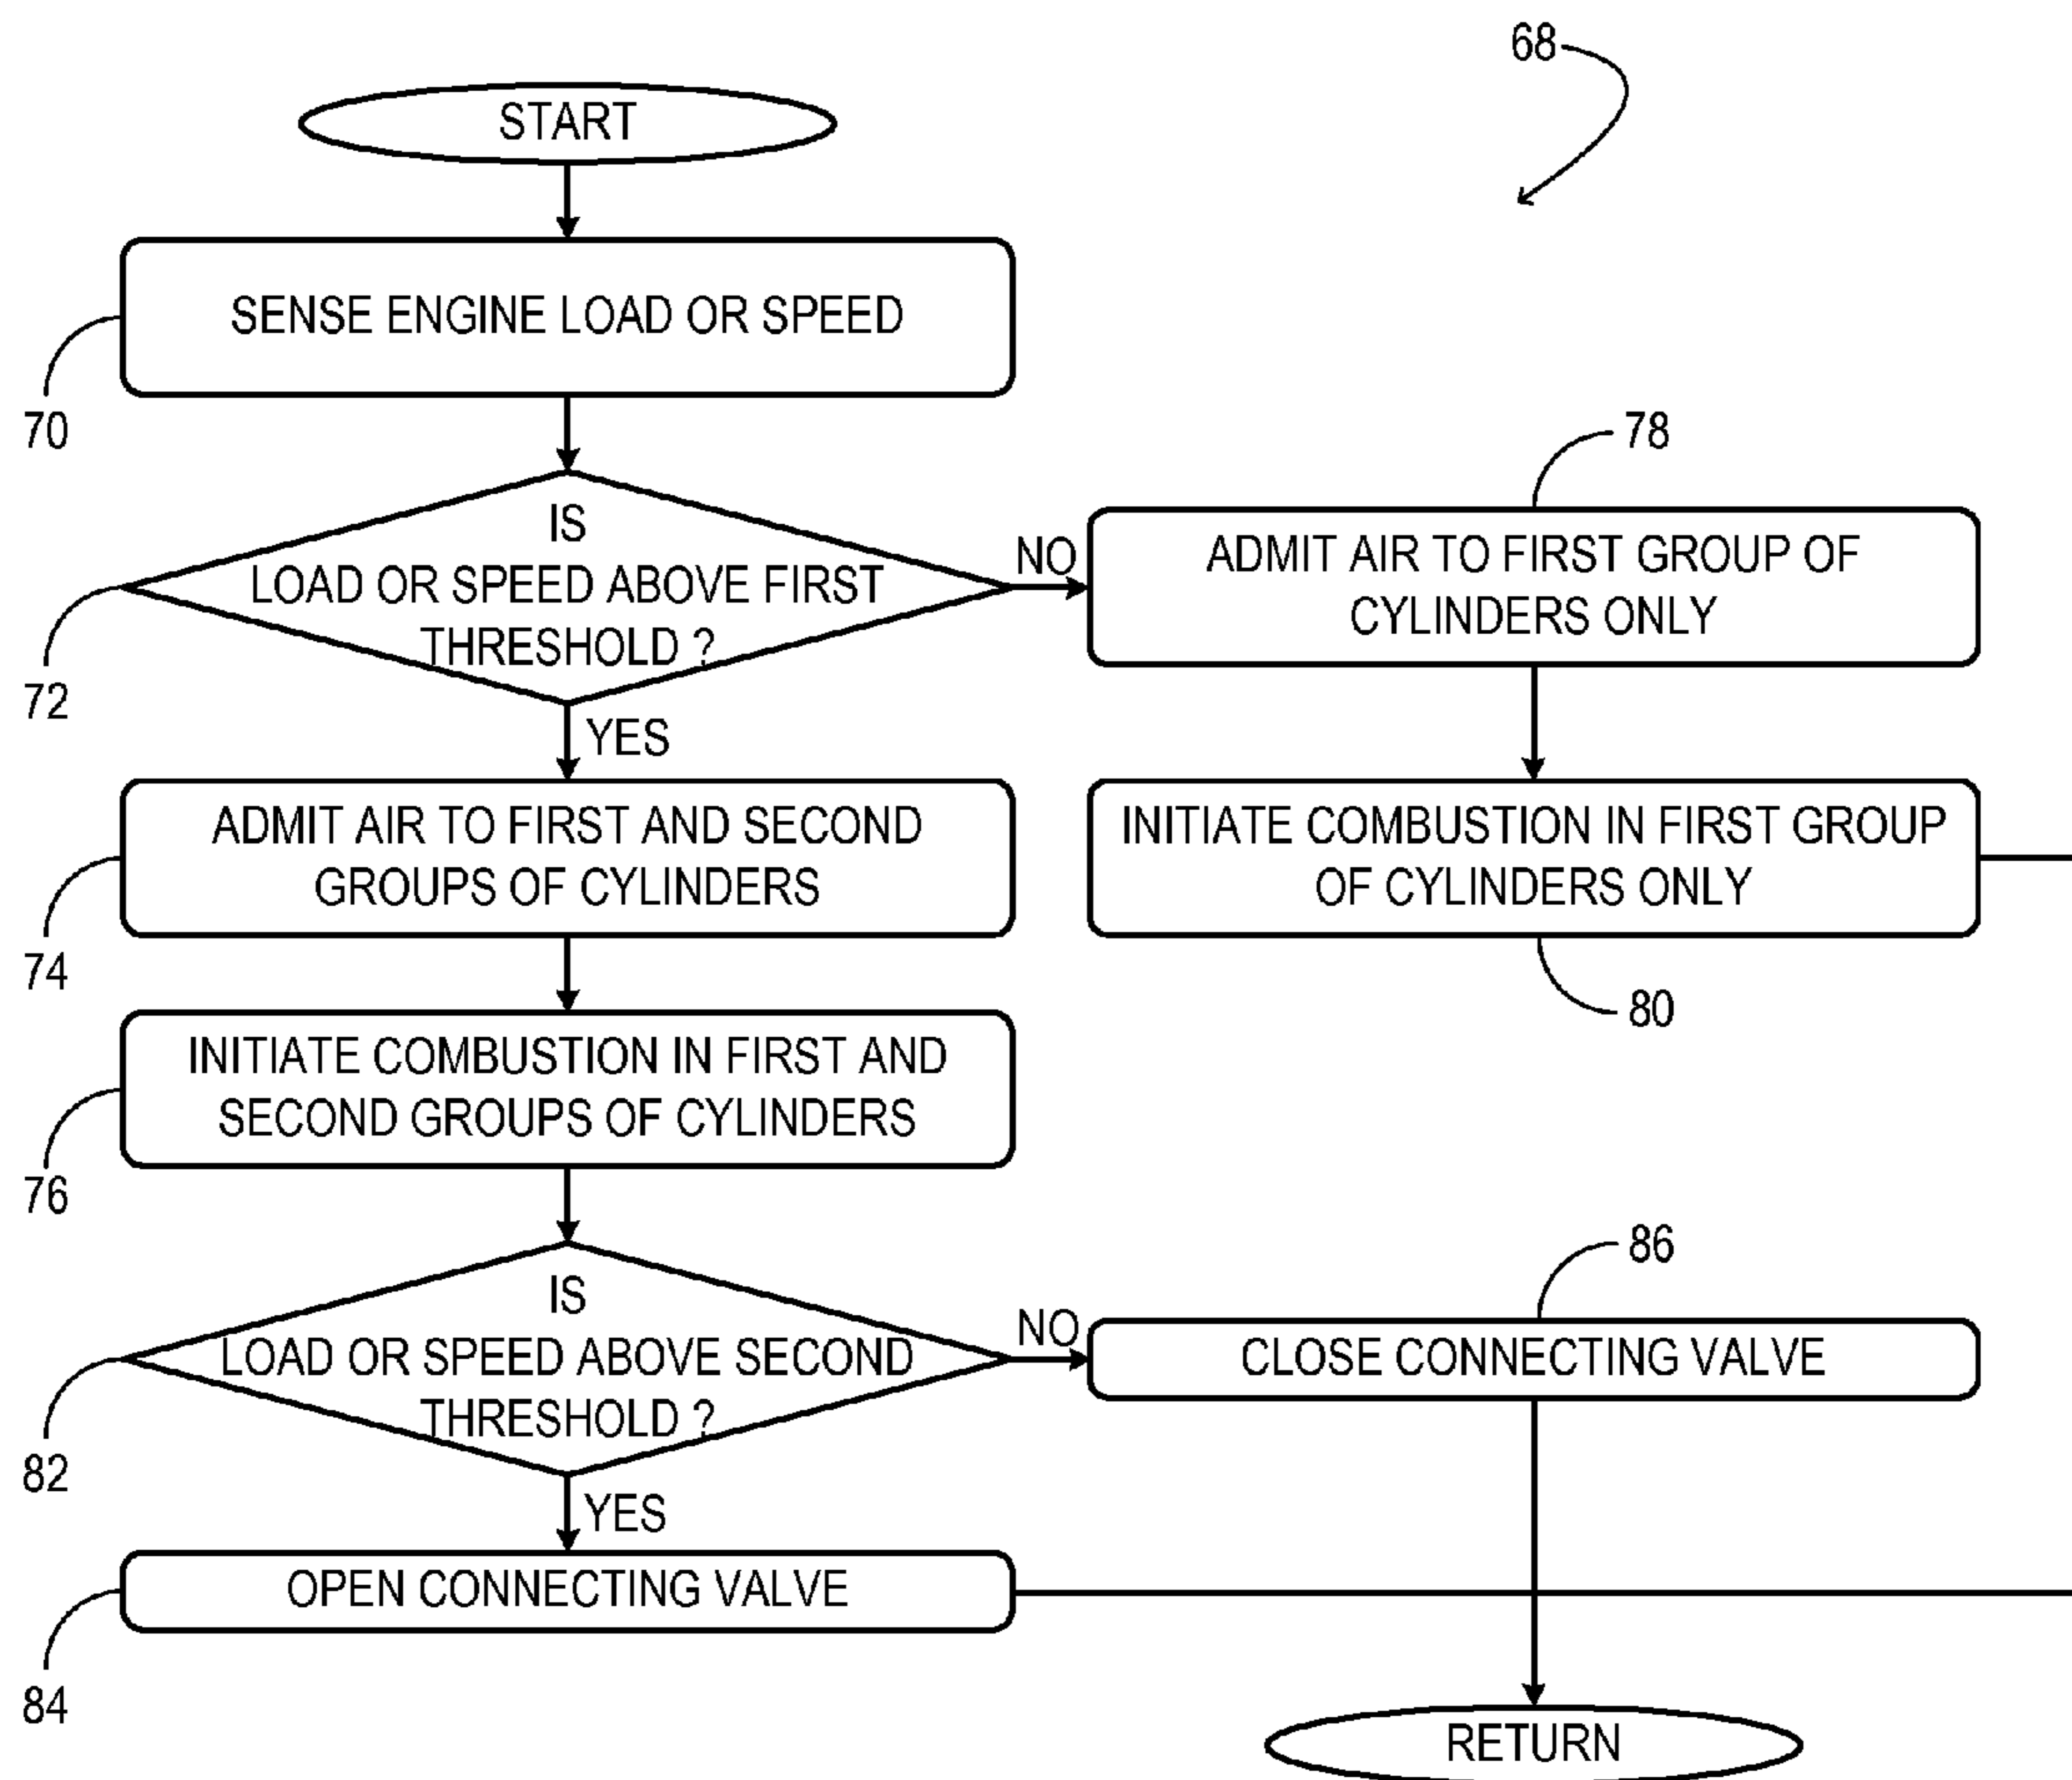 68
START
SENSE ENGINE LOAD OR SPEED
70
IS
LOAD OR SPEED ABOVE FIRST
THRESHOLD ?
72
NO
78
ADMIT AIR TO FIRST GROUP OF
CYLINDERS ONLY
YES
ADMIT AIR TO FIRST AND SECOND
GROUPS OF CYLINDERS
74
INITIATE COMBUSTION IN FIRST GROUP
OF CYLINDERS ONLY
80
INITIATE COMBUSTION IN FIRST AND
SECOND GROUPS OF CYLINDERS
76
IS
LOAD OR SPEED ABOVE SECOND
THRESHOLD ?
82
NO
86
CLOSE CONNECTING VALVE
YES
OPEN CONNECTING VALVE
84
RETURN